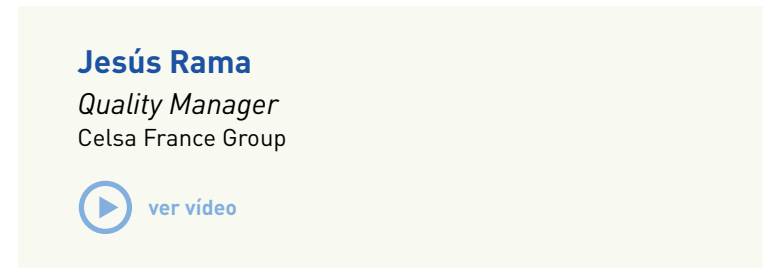 Jesús Rama
Quality Manager
Celsa France Group
ver vídeo